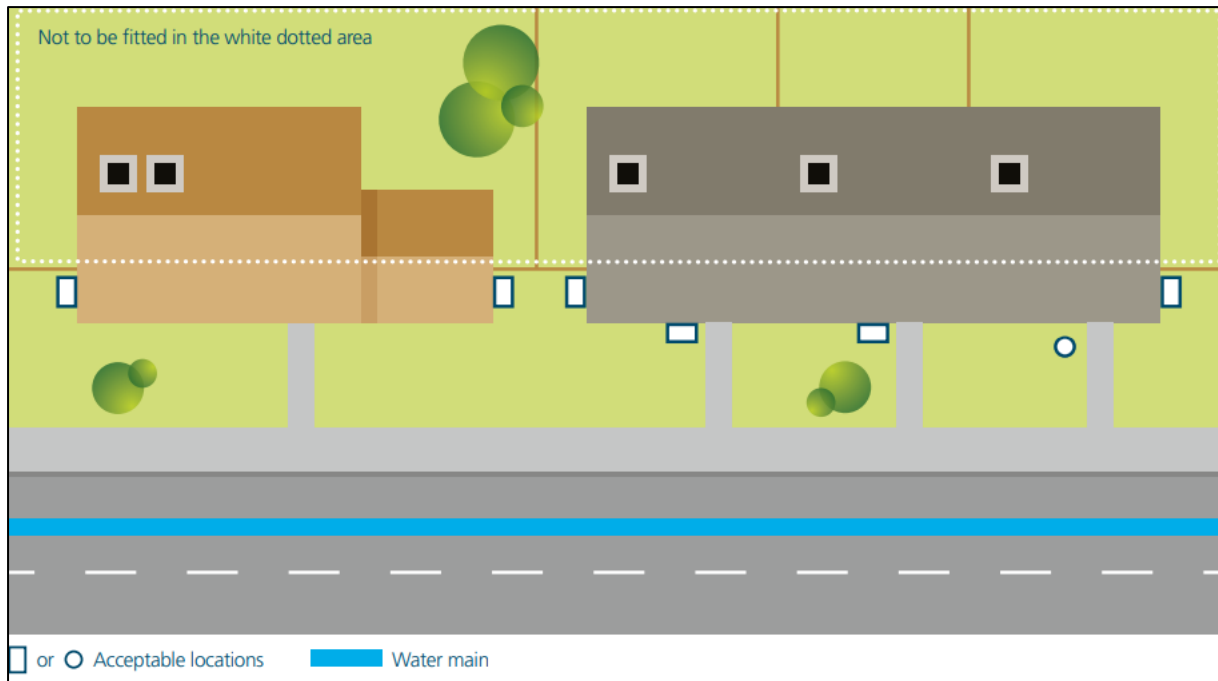 Not to be fitted in the white dotted area
or Acceptable locations Water main